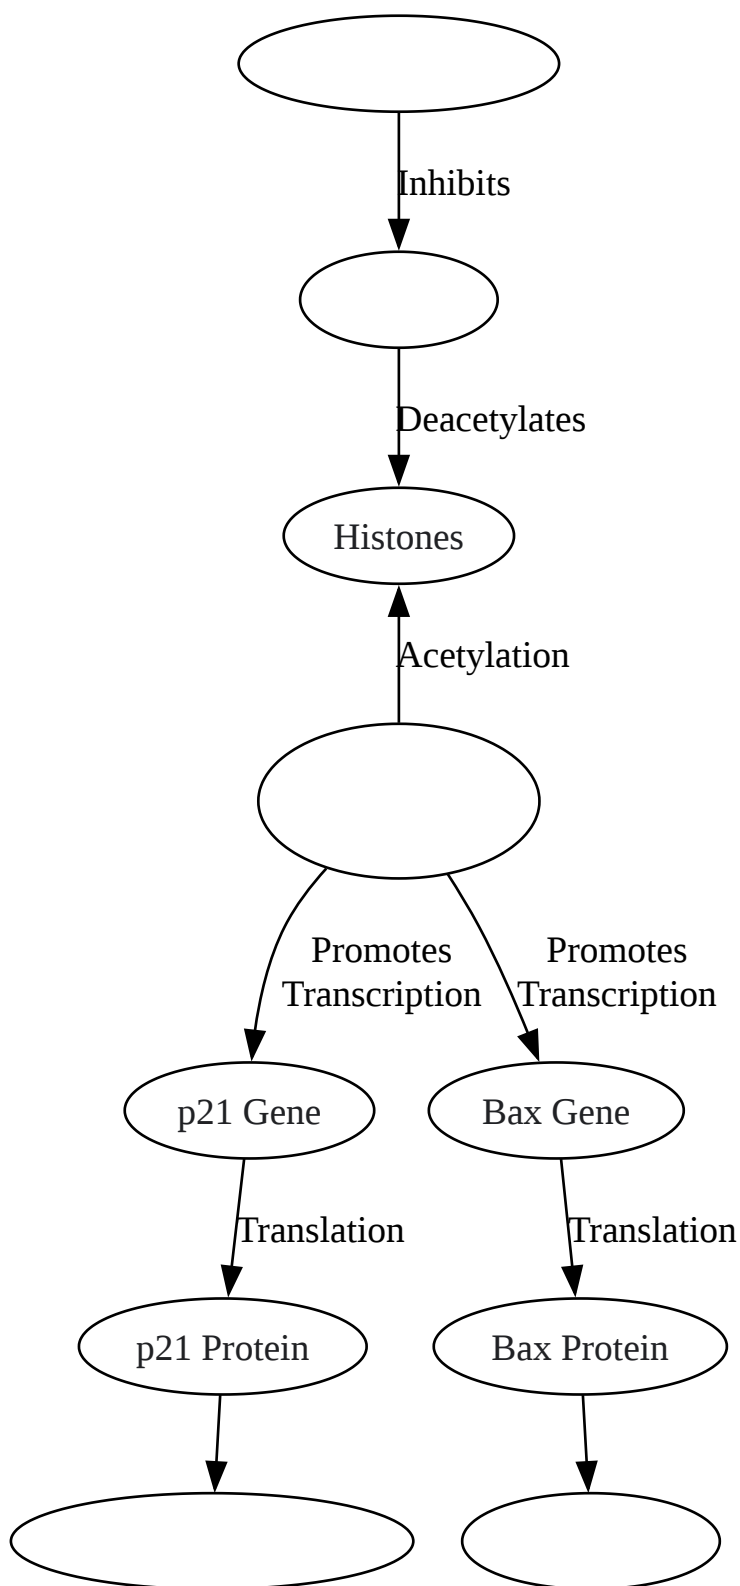 Inhibits
Deacetylates
Histones
Acetylation
Promotes
Transcription
Promotes
Transcription
p21 Gene
Bax Gene
Translation
Translation
p21 Protein
Bax Protein